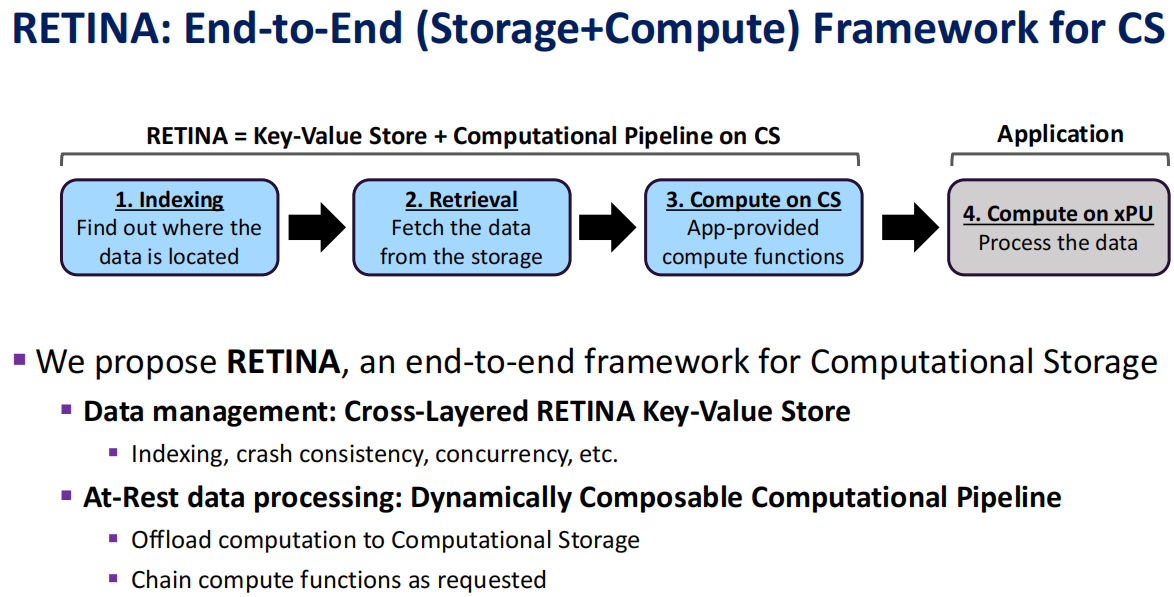 RETINA: End-to-End (Storage+Compute) Framework for CS
RETINA = Key-Value Store + Computational Pipeline on CS
Application
1. Indexing
Find out where the
data is located
2. Retrieval
Fetch the data
from the storage
3. Compute on CS
App-provided
compute functions
4. Compute on xPU
Process the data
▪ We propose RETINA, an end-to-end framework for Computational Storage
▪ Data management: Cross-Layered RETINA Key-Value Store
▪ Indexing, crash consistency, concurrency, etc.
▪ At-Rest data processing: Dynamically Composable Computational Pipeline
▪ Offload computation to Computational Storage
▪ Chain compute functions as requested